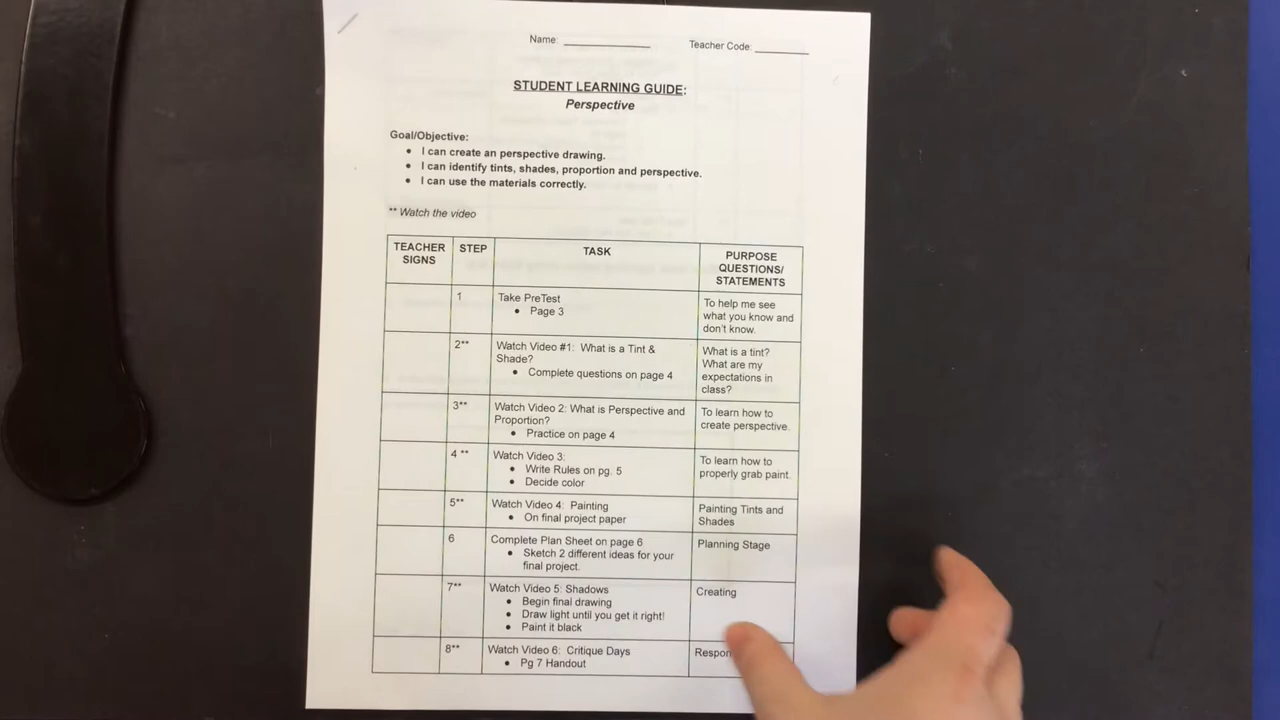 Name: ____________ Teacher Code: ________
STUDENT LEARNING GUIDE:
Perspective
Goal/Objective:
• I can create an perspective drawing.
• I can identify tints, shades, proportion and perspective.
• I can use the materials correctly.
** Watch the video
TEACHER SIGNS STEP TASK PURPOSE QUESTIONS/ STATEMENTS
1
Take PreTest
• Page 3
To help me see
what you know and
don't know.
2**
Watch Video #1: What is a Tint &
Shade?
• Complete questions on page 4
What is a tint?
What are my
expectations in
class?
3**
Watch Video 2: What is Perspective and
Proportion?
• Practice on page 4
To learn how to
create perspective.
4 **
Watch Video 3:
• Write Rules on pg. 5
• Decide color
To learn how to
properly grab paint.
5**
Watch Video 4: Painting
• On final project paper
Painting Tints and
Shades
6
Complete Plan Sheet on page 6
• Sketch 2 different ideas for your
final project.
Planning Stage
7**
Watch Video 5: Shadows
• Begin final drawing
• Draw light until you get it right!
• Paint it black
Creating
8**
Watch Video 6: Critique Days
• Pg 7 Handout